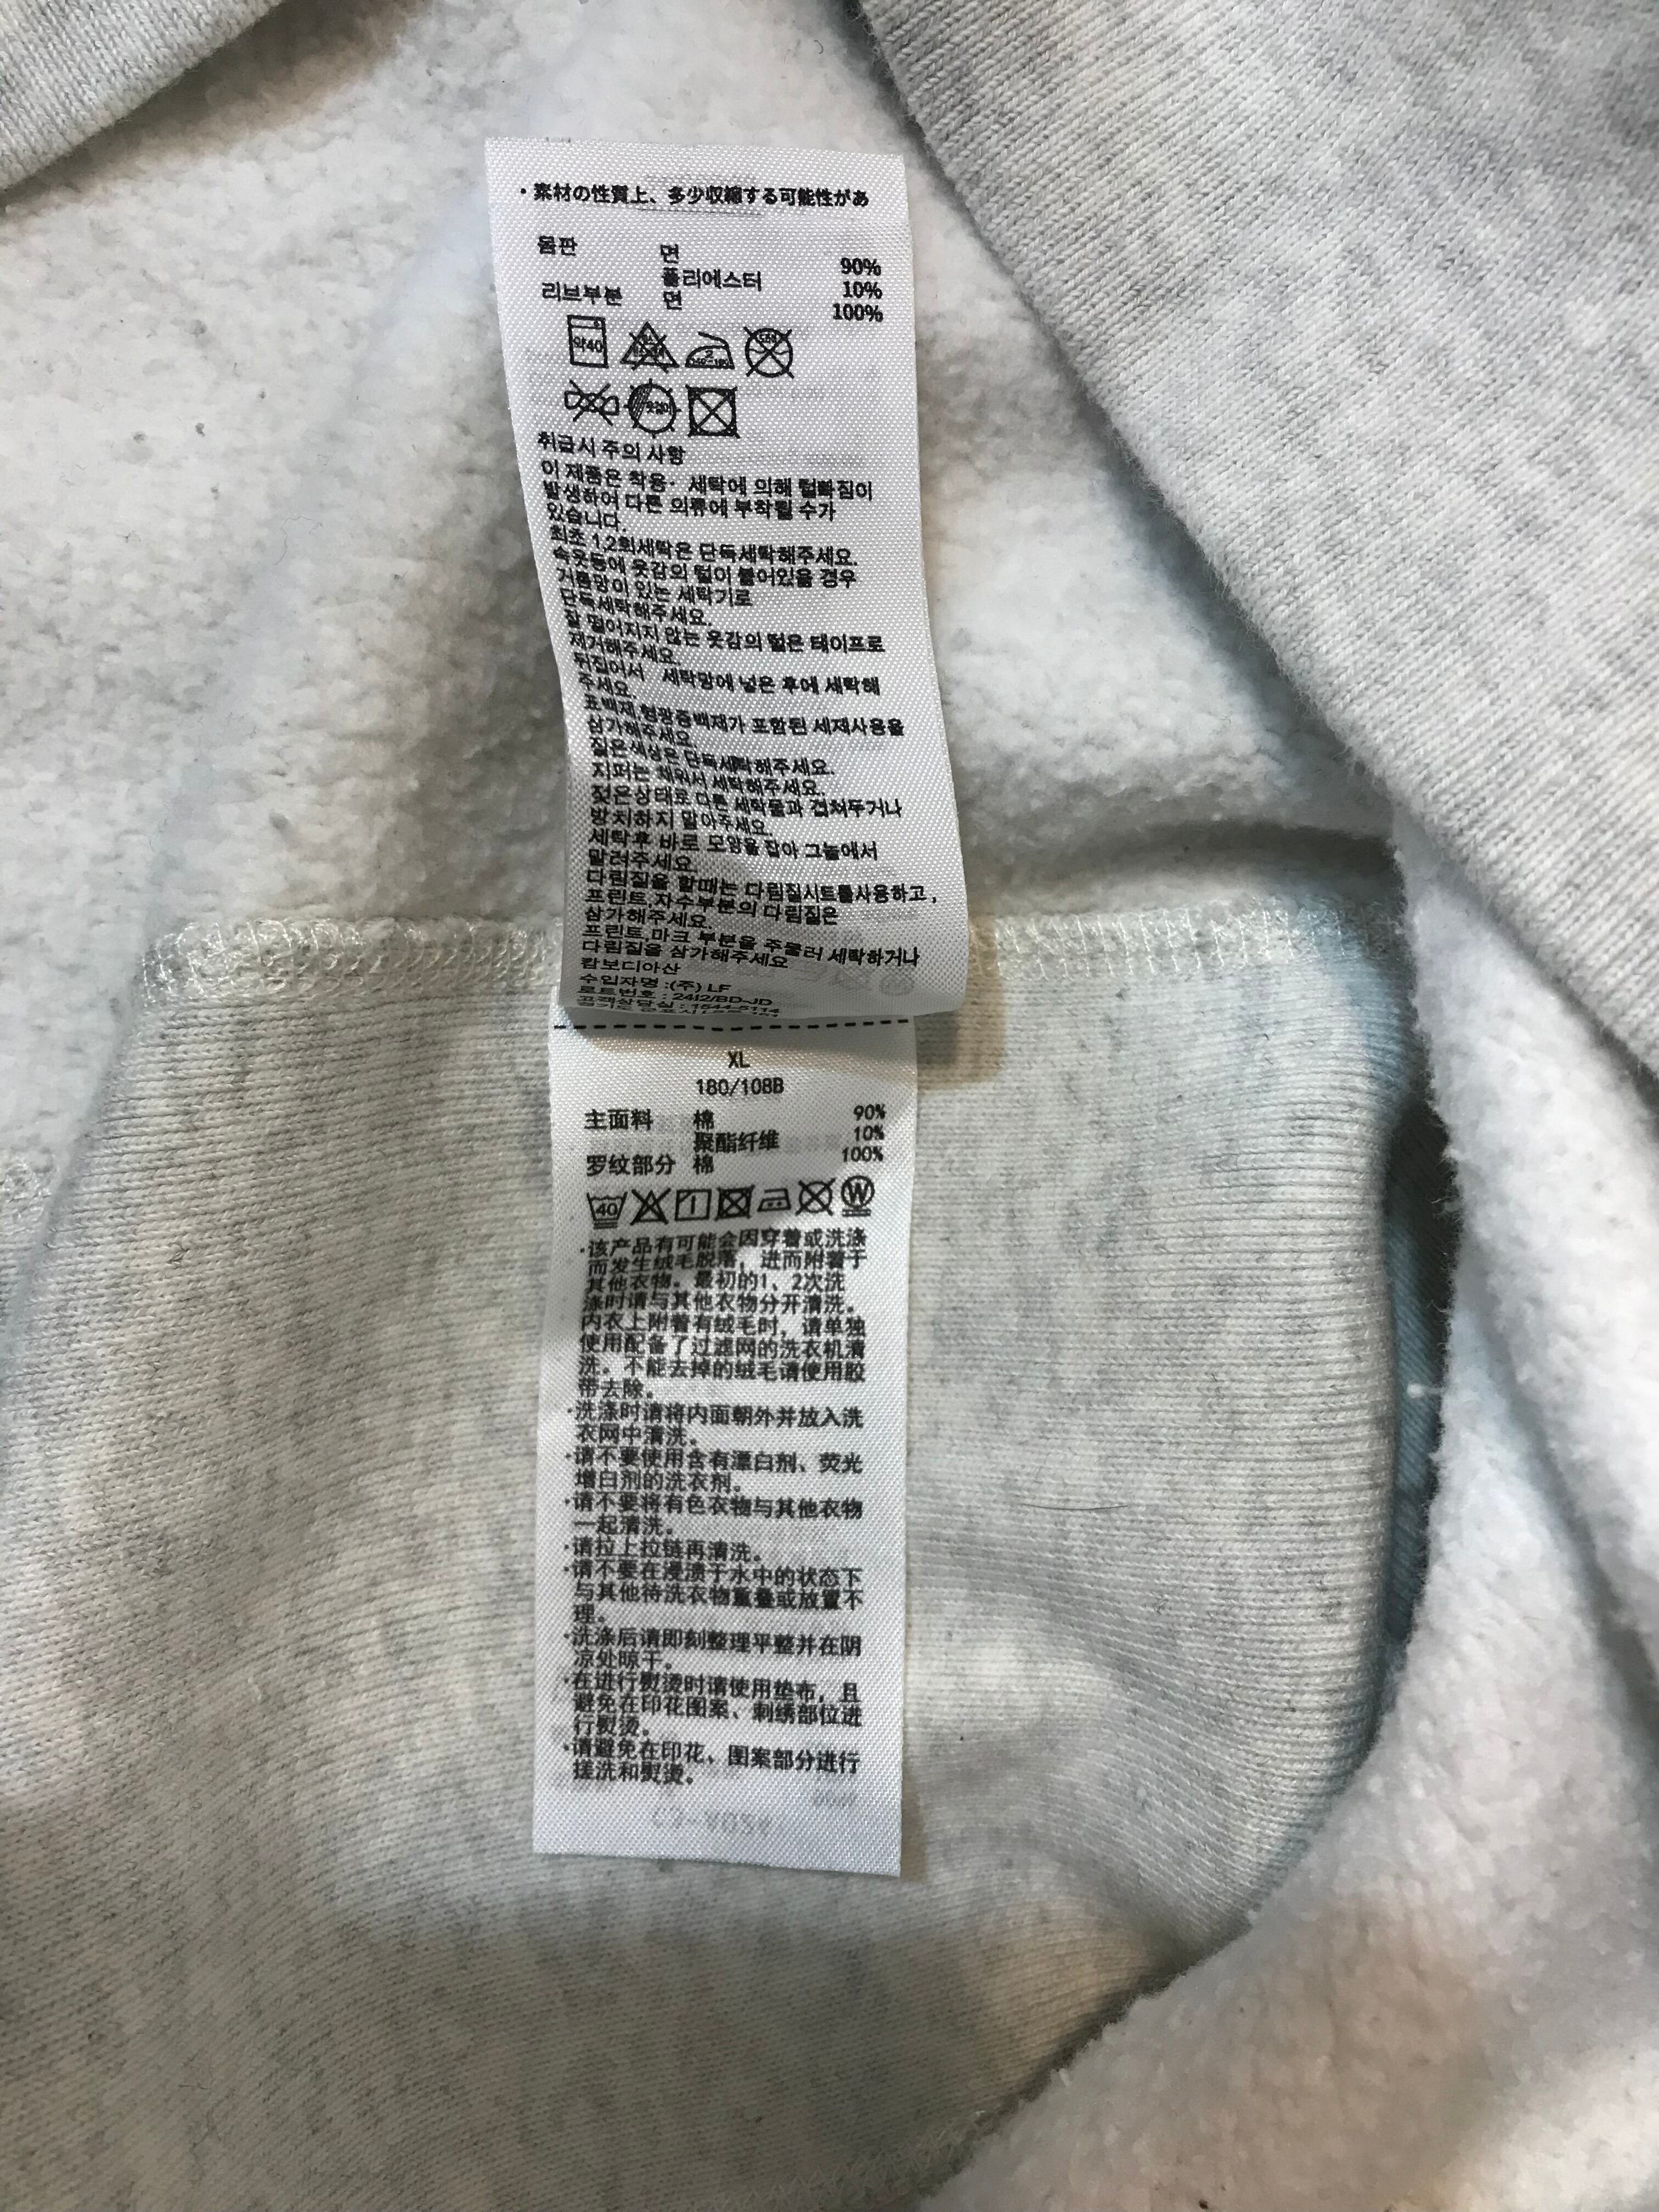 ・素材の性質上、多少収縮する可能性があ
몸판 면 90%
폴리에스터 10%
리브부분 면 100%
약40
옷걸이
취급시 주의 사항
이 제품은 착용· 세탁에 의해 털빠짐이
발생하여 다른 의류에 부착될 수가
있습니다.
최초 1,2회세탁은 단독세탁해주세요.
속옷등에 옷감의 털이 붙어있을 경우
거름망이 있는 세탁기로
단독세탁해주세요.
잘 떨어지지 않는 옷감의 털은 테이프로
제거해주세요.
뒤집어서 세탁망에 넣은 후에 세탁해
주세요.
표백제,형광증백제가 포함된 세제사용을
삼가해주세요.
짙은색상은 단독세탁해주세요.
지퍼는 채워서 세탁해주세요.
젖은상태로 다른 세탁물과 겹쳐두거나
방치하지 말아주세요.
세탁후 바로 모양을 잡아 그늘에서
말려주세요.
다림질을 할때는 다림질시트를사용하고,
프린트,자수부분의 다림질은
삼가해주세요.
프린트,마크 부분을 주물러 세탁하거나
다림질을 삼가해주세요
캄보디아산
수입자명 :(주) LF
로트번호 : 2412/BD-JD
고객상담실 : 1544-5114
XL
180/108B
主面料 棉 90%
聚酯纤维 10%
罗纹部分 棉 100%
40
W
·该产品有可能会因穿着或洗涤
而发生绒毛脱落，进而附着于
其他衣物。最初的1、2次洗
涤时请与其他衣物分开清洗。
内衣上附着有绒毛时，请单独
使用配备了过滤网的洗衣机清
洗。不能去掉的绒毛请使用胶
带去除。
·洗涤时请将内面朝外并放入洗
衣网中清洗。
·请不要使用含有漂白剂、荧光
增白剂的洗衣剂。
·请不要将有色衣物与其他衣物
一起清洗。
·请拉上拉链再清洗。
·请不要在浸渍于水中的状态下
与其他待洗衣物重叠或放置不
理。
·洗涤后请即刻整理平整并在阴
凉处晾干。
·在进行熨烫时请使用垫布，且
避免在印花图案、刺绣部位进
行熨烫。
·请避免在印花、图案部分进行
搓洗和熨烫。